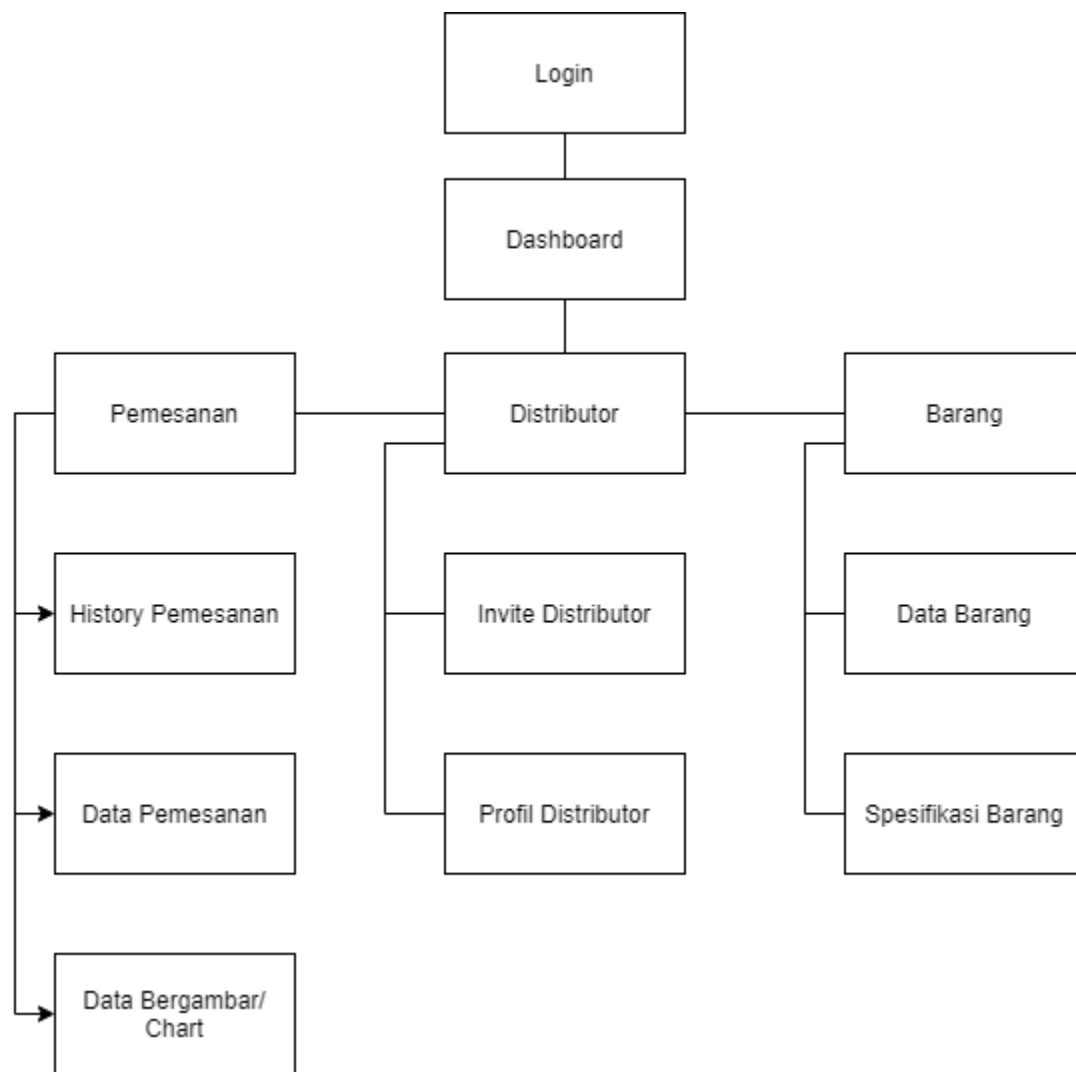 Login
Dashboard
Pemesanan
Distributor
Barang
History Pemesanan
Invite Distributor
Data Barang
Data Pemesanan
Profil Distributor
Spesifikasi Barang
Data Bergambar/
Chart